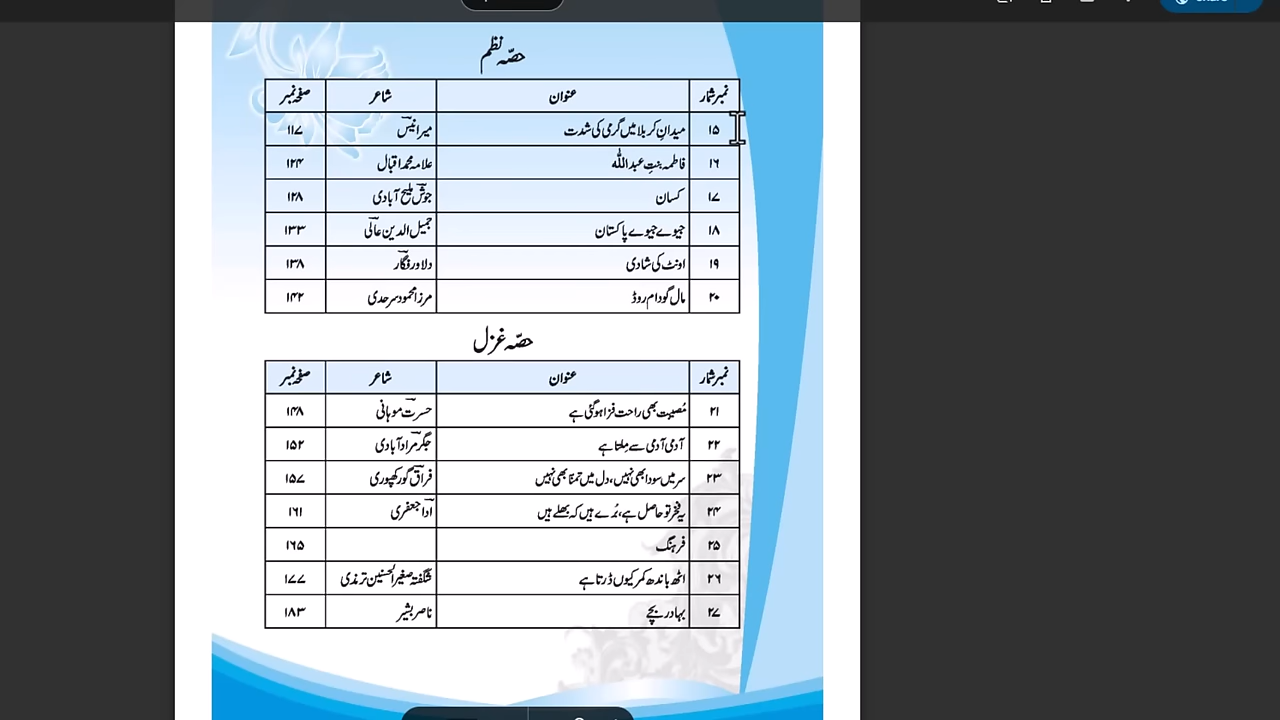 حصّہ نظم
نمبر شمار عنوان شاعر صفحہ نمبر
۱۵ میدانِ کربلا میں گرمی کی شدت میر انیسؔ ۱۱۷
۱۶ فاطمہ بنتِ عبداللہ علامہ محمد اقبال ۱۲۴
۱۷ کسان جوشؔ ملیح آبادی ۱۲۸
۱۸ جیوے جیوے پاکستان جمیل الدین عالیؔ ۱۳۳
۱۹ اونٹ کی شادی دلاور فگارؔ ۱۳۸
۲۰ مال گودام روڈ مرزا محمود سرحدی ۱۴۲
حصّہ غزل
نمبر شمار عنوان شاعر صفحہ نمبر
۲۱ مُصیبت بھی راحت فزا ہو گئی ہے حسرتؔ موہانی ۱۴۸
۲۲ آدمی آدمی سے مِلتا ہے جگرؔ مراد آبادی ۱۵۲
۲۳ سر میں سودا بھی نہیں، دل میں تمنّا بھی نہیں فراقؔ گورکھپوری ۱۵۷
۲۴ یہ فخر تو حاصل ہے، بُرے ہیں کہ بھلے ہیں اداؔ جعفری ۱۶۱
۲۵ فرہنگ ۱۶۵
۲۶ اٹھ باندھ کمر کیوں ڈرتا ہے شگفتہ صغیر الحسنین ترمذی ۱۷۷
۲۷ بہادر بچے ناصر بشیر ۱۸۳